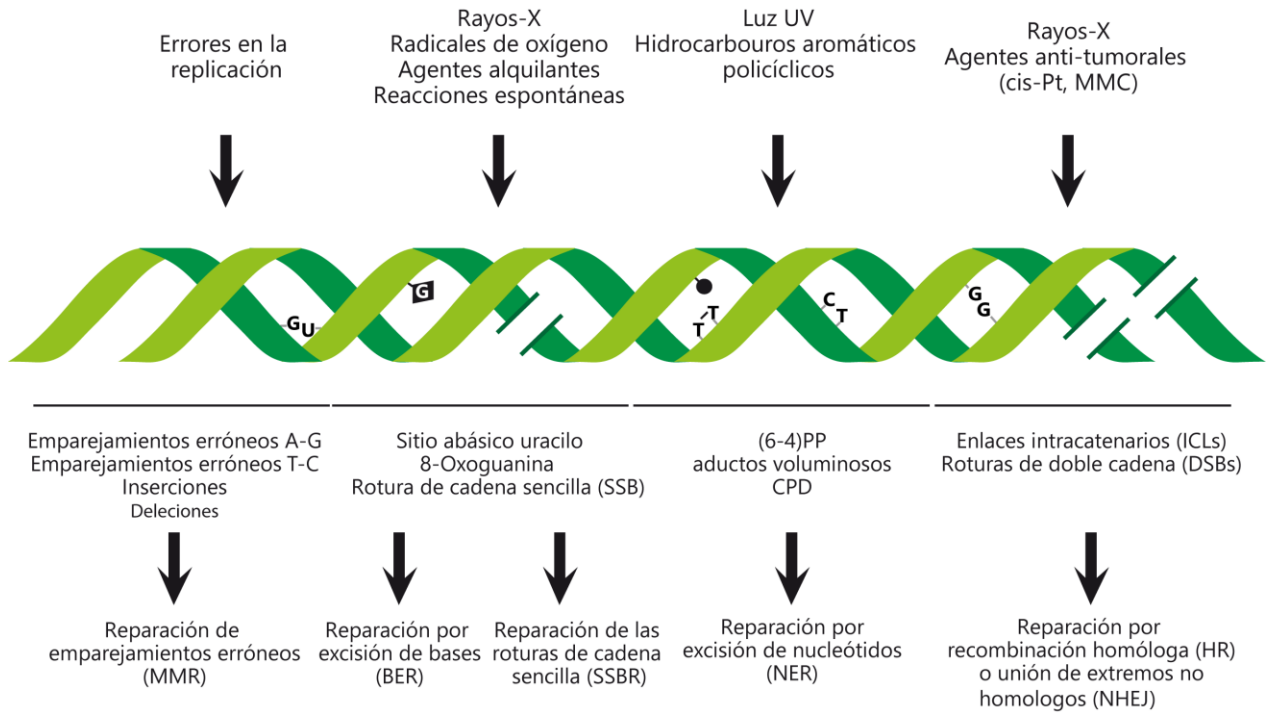 Errores en la
replicación
Rayos-X
Radicales de oxígeno
Agentes alquilantes
Reacciones espontáneas
Luz UV
Hidrocarbouros aromáticos
policíclicos
Rayos-X
Agentes anti-tumorales
(cis-Pt, MMC)
G U
G
T T
C T
G G
Emparejamientos erróneos A-G
Emparejamientos erróneos T-C
Inserciones
Deleciones
Sitio abásico uracilo
8-Oxoguanina
Rotura de cadena sencilla (SSB)
(6-4)PP
aductos voluminosos
CPD
Enlaces intracatenarios (ICLs)
Roturas de doble cadena (DSBs)
Reparación de
emparejamientos erróneos
(MMR)
Reparación por
excisión de bases
(BER)
Reparación de las
roturas de cadena
sencilla (SSBR)
Reparación por
excisión de nucleótidos
(NER)
Reparación por
recombinación homóloga (HR)
o unión de extremos no
homologos (NHEJ)